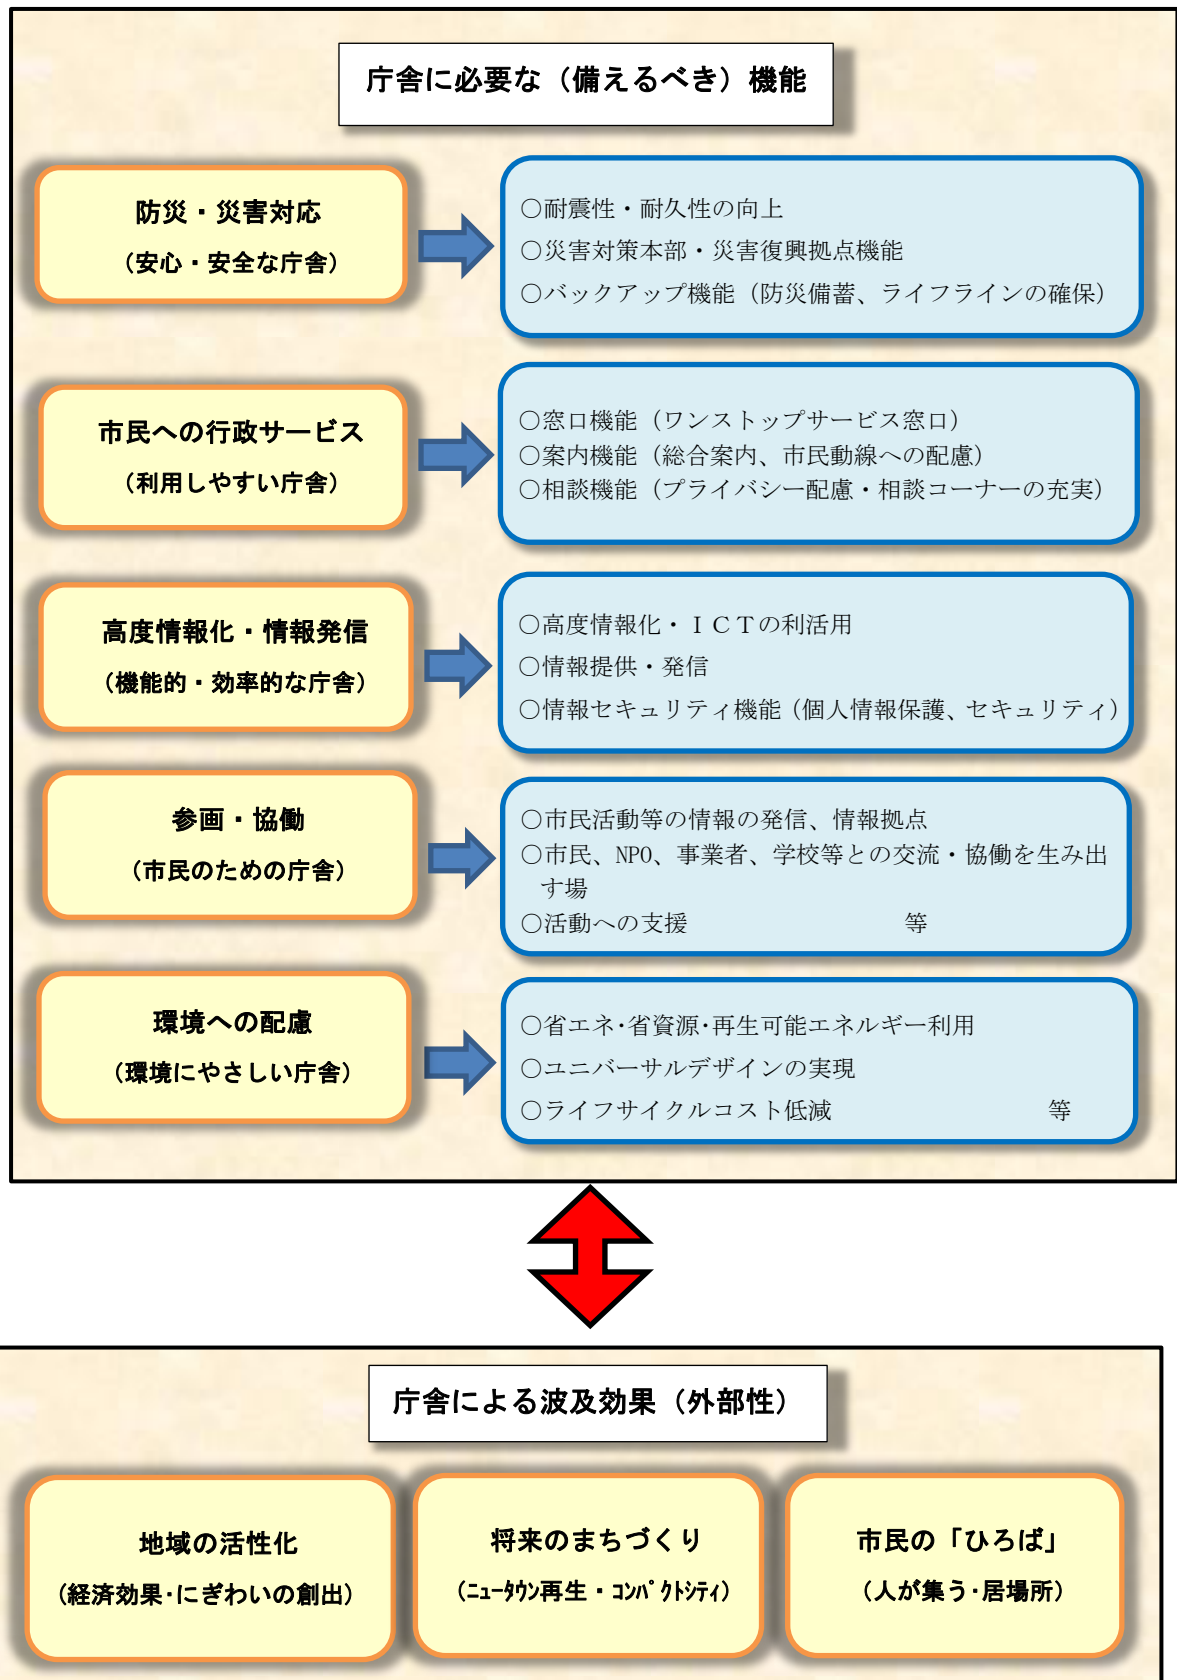 庁舎に必要な（備えるべき）機能
防災・災害対応
（安心・安全な庁舎）
○耐震性・耐久性の向上
○災害対策本部・災害復興拠点機能
○バックアップ機能（防災備蓄、ライフラインの確保）
市民への行政サービス
（利用しやすい庁舎）
○窓口機能（ワンストップサービス窓口）
○案内機能（総合案内、市民動線への配慮）
○相談機能（プライバシー配慮・相談コーナーの充実）
高度情報化・情報発信
（機能的・効率的な庁舎）
○高度情報化・ＩＣＴの利活用
○情報提供・発信
○情報セキュリティ機能（個人情報保護、セキュリティ）
参画・協働
（市民のための庁舎）
○市民活動等の情報の発信、情報拠点
○市民、NPO、事業者、学校等との交流・協働を生み出
す場
○活動への支援　　　　　　　　　等
環境への配慮
（環境にやさしい庁舎）
○省エネ･省資源･再生可能エネルギー利用
○ユニバーサルデザインの実現
○ライフサイクルコスト低減　　　　　　　　　等
庁舎による波及効果（外部性）
地域の活性化
（経済効果･にぎわいの創出）
将来のまちづくり
（ﾆｭｰﾀｳﾝ再生・ｺﾝﾊﾟｸﾄｼﾃｨ）
市民の「ひろば」
（人が集う･居場所）